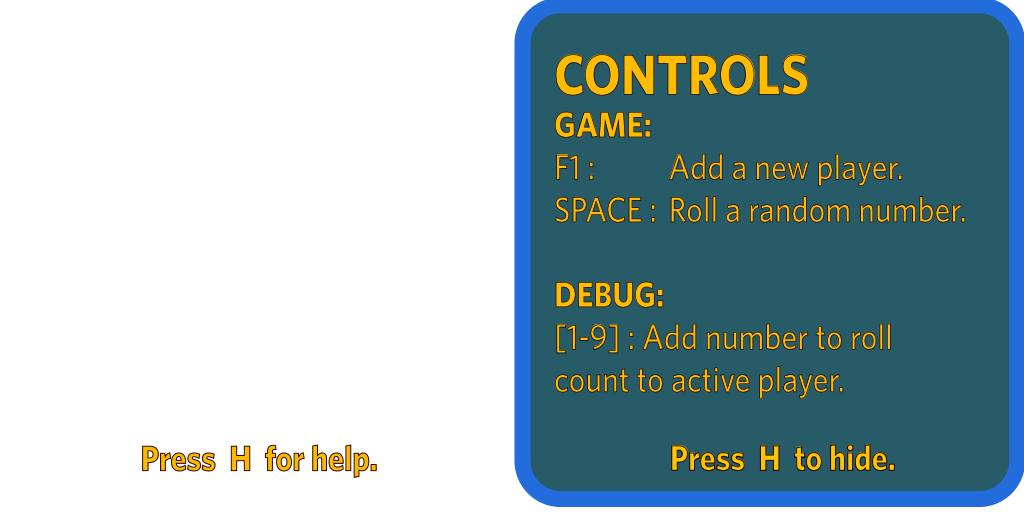 CONTROLS
GAME:
F1 : Add a new player.
SPACE : Roll a random number.
DEBUG:
[1-9] : Add number to roll
count to active player.
Press H for help.
Press H to hide.